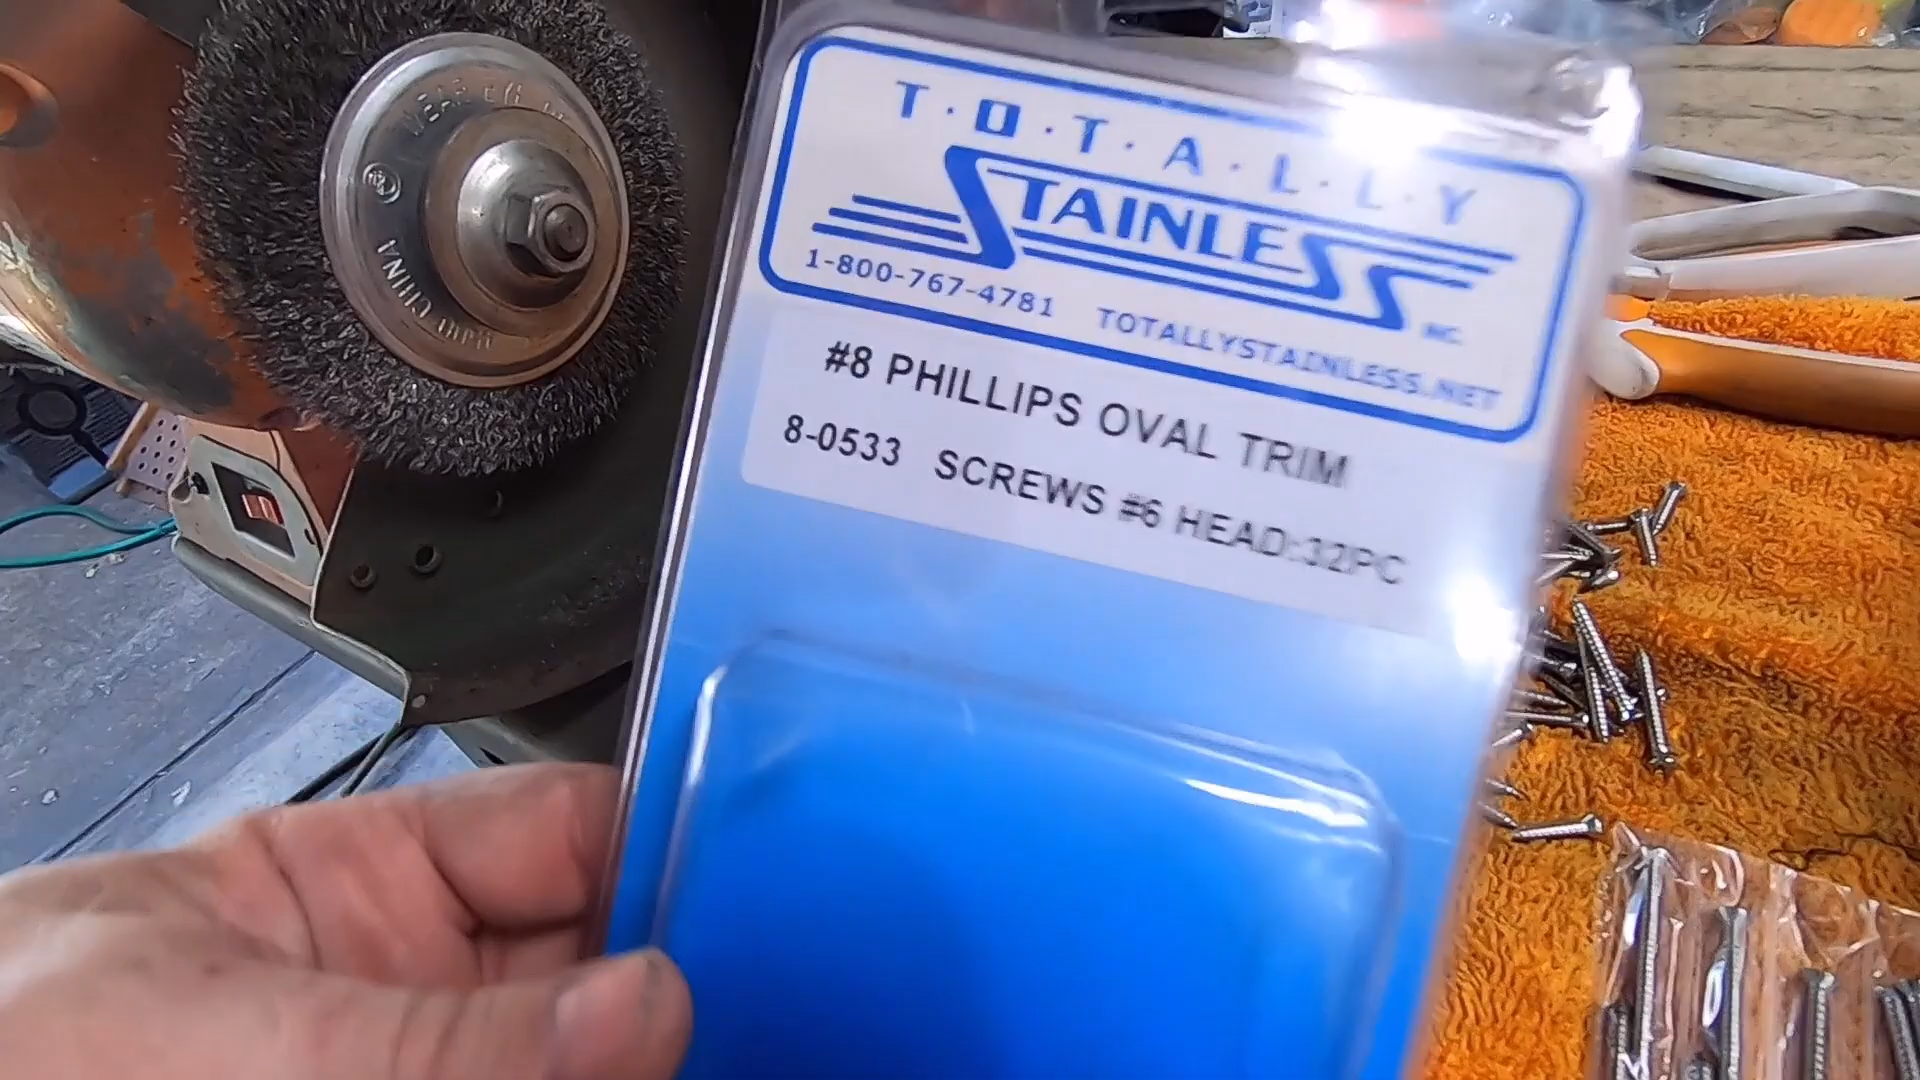 T·O·T·A·L·L·Y
STAINLESS INC.
1-800-767-4781 TOTALLYSTAINLESS.NET
#8 PHILLIPS OVAL TRIM
8-0533 SCREWS #6 HEAD:32PC
MADE IN CHINA